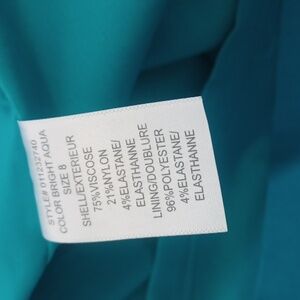 STYLE# 011232740
COLOR BRIGHT AQUA
SIZE 8
SHELL/EXTERIEUR
75%VISCOSE
21%NYLON
4%ELASTANE/
ELASTHANNE
LINING/DOUBLURE
96%POLYESTER
4%ELASTANE/
ELASTHANNE